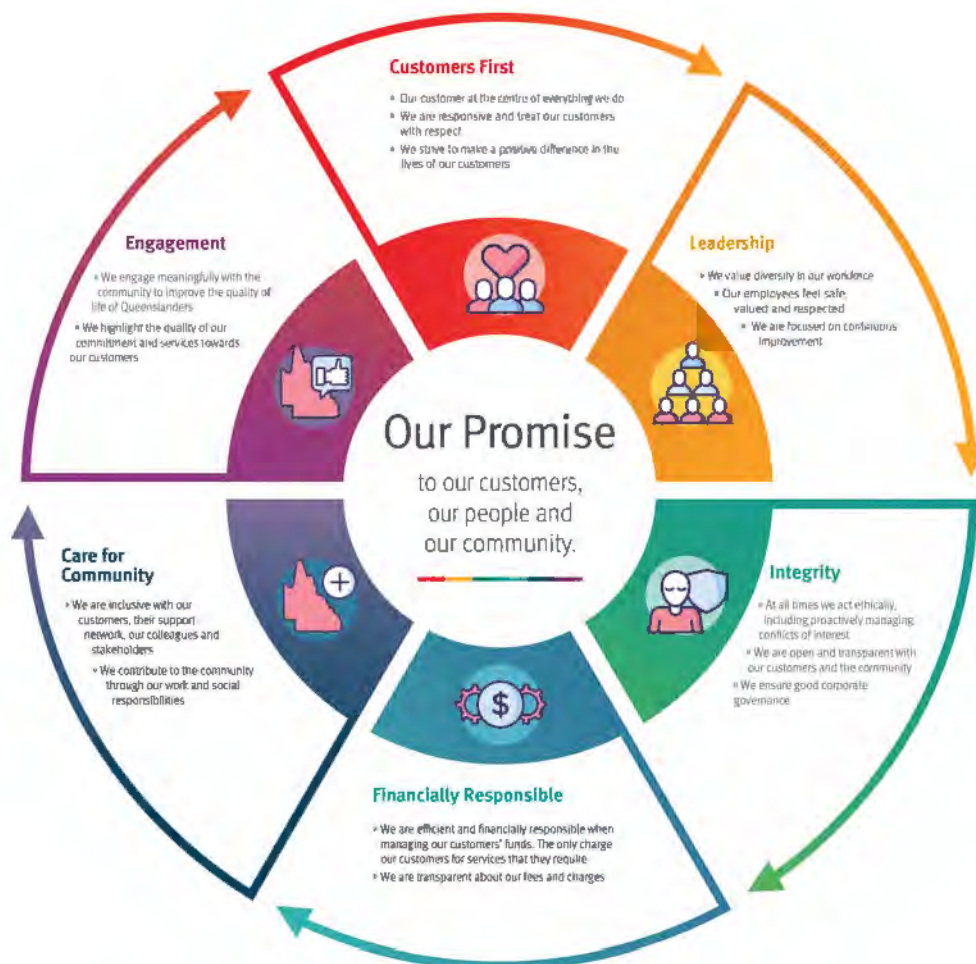 Customers First
• Our customer at the centre of everything we do
• We are responsive and treat our customers
with respect
• We strive to make a positive difference in the
lives of our customers
Leadership
• We value diversity in our workforce
• Our employees feel safe,
valued and respected
• We are focused on continuous
improvement
Integrity
• At all times we act ethically,
including proactively managing
conflicts of interest
• We are open and transparent with
our customers and the community
• We ensure good corporate
governance
Financially Responsible
• We are efficient and financially responsible when
managing our customers' funds. The only charge
our customers for services that they require
• We are transparent about our fees and charges
Care for
Community
• We are inclusive with our
customers, their support
network, our colleagues and
stakeholders
• We contribute to the community
through our work and social
responsibilities
Engagement
• We engage meaningfully with the
community to improve the quality of
life of Queenslanders
• We highlight the quality of our
commitment and services towards
our customers
Our Promise
to our customers,
our people and
our community.
$